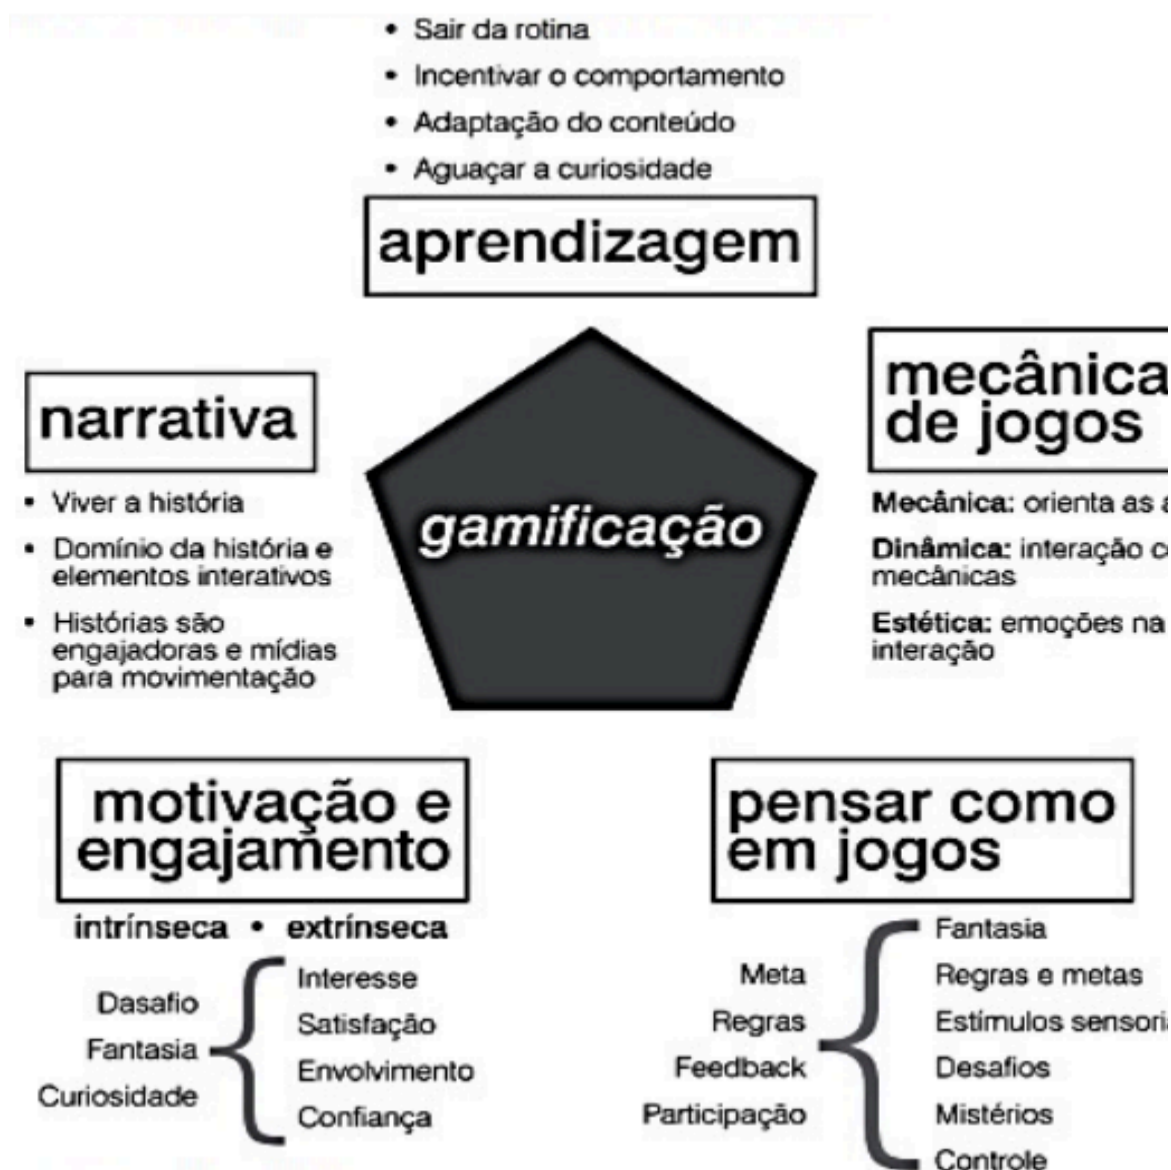 • Sair da rotina
• Incentivar o comportamento
• Adaptação do conteúdo
• Aguaçar a curiosidade
aprendizagem
narrativa
• Viver a história
• Domínio da história e
elementos interativos
• Histórias são
engajadoras e mídias
para movimentação
gamificação
mecânica
de jogos
Mecânica: orienta as
Dinâmica: interação
mecânicas
Estética: emoções na
interação
motivação e
engajamento
intrínseca • extrínseca
Dasafio
Fantasia
Curiosidade
Interesse
Satisfação
Envolvimento
Confiança
pensar como
em jogos
Meta
Regras
Feedback
Participação
Fantasia
Regras e metas
Estímulos
Desafios
Mistérios
Controle